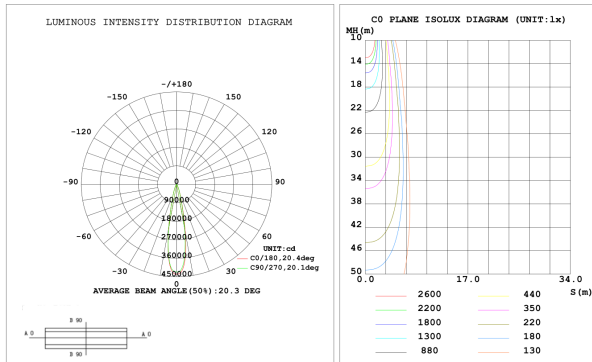 LUMINOUS INTENSITY DISTRIBUTION DIAGRAM
-/+180
-150 150
-120 120
-90 0 90
90000
180000
270000
360000
450000
-60 60
-30 0 30
UNIT:cd
C0/180,20.4deg
C90/270,20.1deg
AVERAGE BEAM ANGLE(50%):20.3 DEG
B 90
A 0 A 0
B 90
C0 PLANE ISOLUX DIAGRAM (UNIT:lx)
MH(m)
10
14
18
22
26
30
34
38
42
46
50
0.0 17.0 34.0
S(m)
2600 440
2200 350
1800 220
1300 180
880 130